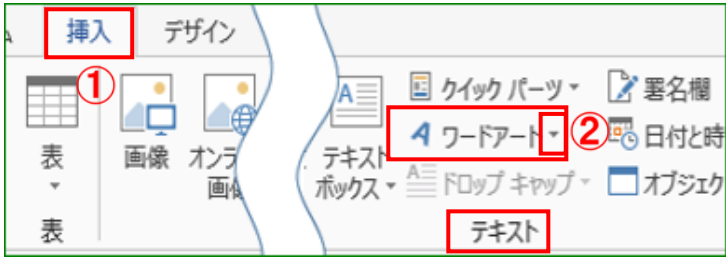 挿入 デザイン
①
表 画像 オンラ
画像
表
A テキスト
ボックス
クイック パーツ
A ワードアート ②
A ドロップ キャップ
署名欄
日付と時
オブジェク
テキスト